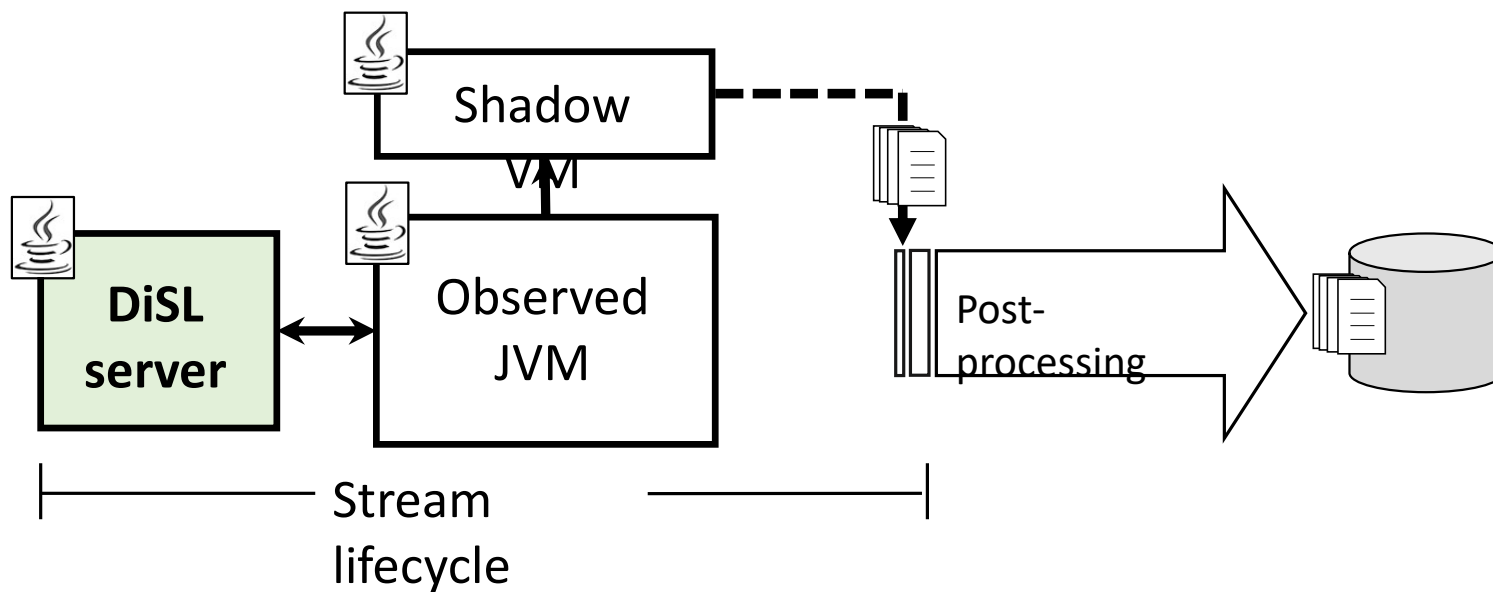 Shadow
VM
DiSL
server
Observed
JVM
Post-
processing
Stream
lifecycle